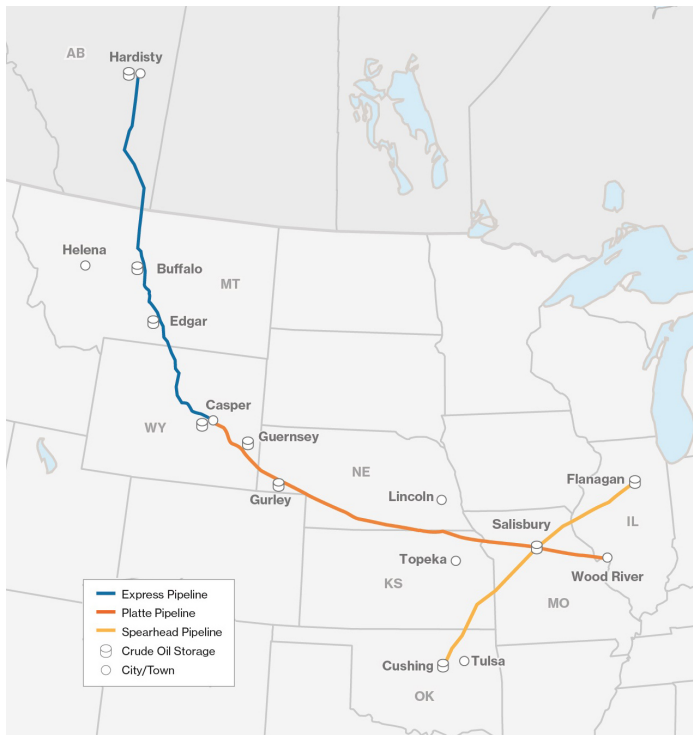 AB
Hardisty
Helena
Buffalo
MT
Edgar
Casper
WY
Guernsey
NE
Flanagan
Gurley
Lincoln
Salisbury
IL
Topeka
Wood River
KS
MO
Express Pipeline
Platte Pipeline
Spearhead Pipeline
Crude Oil Storage
City/Town
Cushing
Tulsa
OK